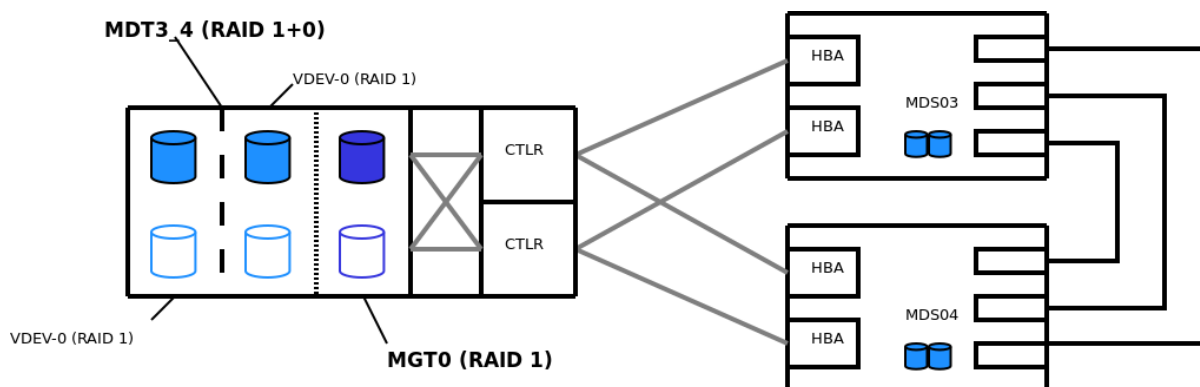 MDT3_4 (RAID 1+0)
VDEV-0 (RAID 1)
HBA
HBA
MDS03
CTLR
CTLR
HBA
HBA
MDS04
VDEV-0 (RAID 1)
MGT0 (RAID 1)